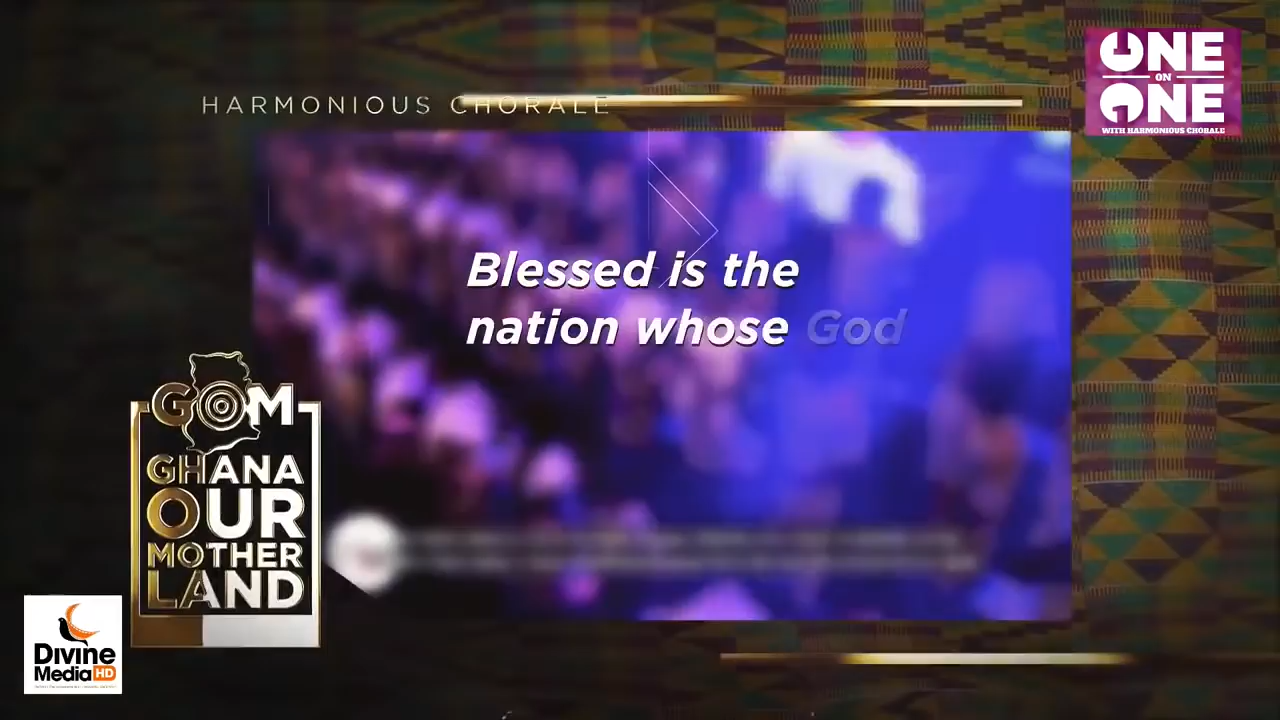 HARMONIOUS CHORALE
ONE
ON
ONE
WITH HARMONIOUS CHORALE
Blessed is the
nation whose God
GOM
GHANA
OUR
MOTHER
LAND
Divine
Media HD